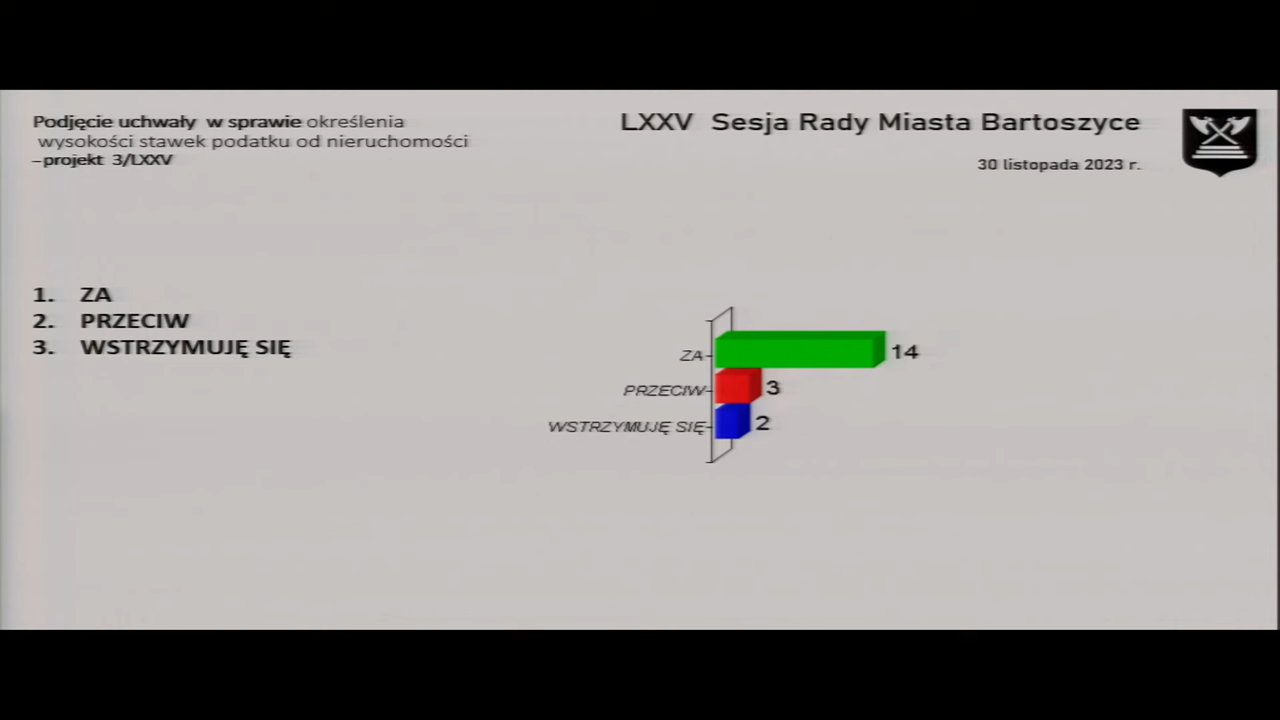 Podjęcie uchwały w sprawie określenia
wysokości stawek podatku od nieruchomości
–projekt 3/LXXV
LXXV Sesja Rady Miasta Bartoszyce
30 listopada 2023 r.
1. ZA
2. PRZECIW
3. WSTRZYMUJĘ SIĘ
ZA 14
PRZECIW 3
WSTRZYMUJĘ SIĘ 2